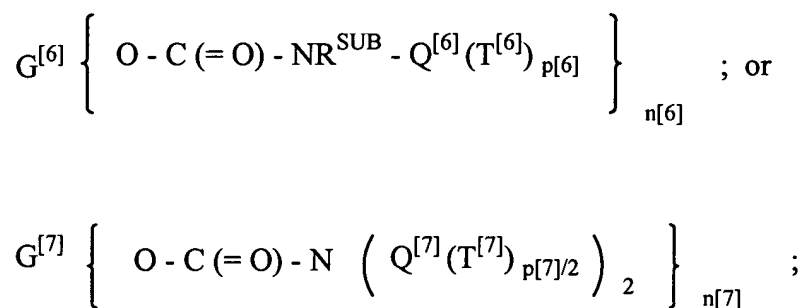 G[6] { O - C (= O) - NR^SUB - Q[6](T[6]) p[6] } n[6] ; or
G[7] { O - C (= O) - N ( Q[7](T[7]) p[7]/2 ) 2 } n[7] ;